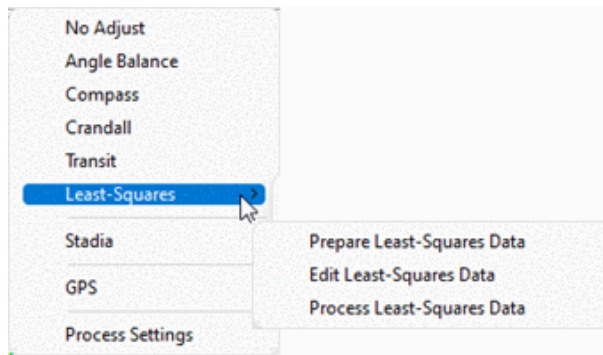 No Adjust
Angle Balance
Compass
Crandall
Transit
Least-Squares
Stadia
GPS
Process Settings
Prepare Least-Squares Data
Edit Least-Squares Data
Process Least-Squares Data